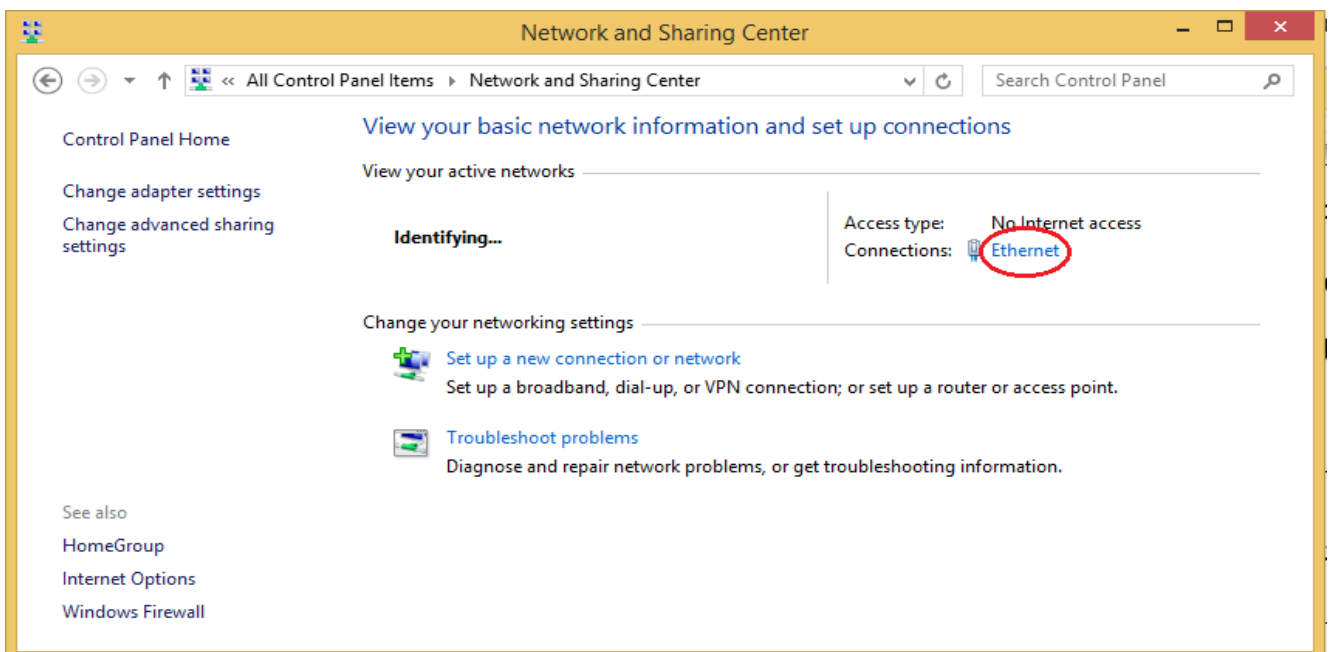 Network and Sharing Center
« All Control Panel Items Network and Sharing Center
Search Control Panel
Control Panel Home
Change adapter settings
Change advanced sharing
settings
See also
HomeGroup
Internet Options
Windows Firewall
View your basic network information and set up connections
View your active networks
Identifying...
Access type: No Internet access
Connections: Ethernet
Change your networking settings
Set up a new connection or network
Set up a broadband, dial-up, or VPN connection; or set up a router or access point.
Troubleshoot problems
Diagnose and repair network problems, or get troubleshooting information.